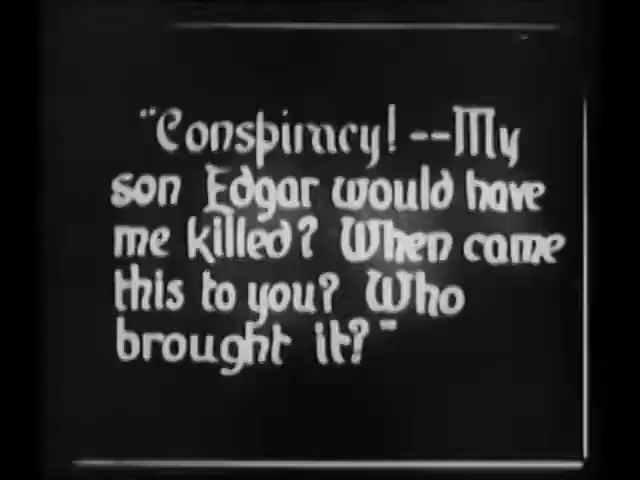 "Conspiracy! --My
son Edgar would have
me killed? When came
this to you? Who
brought it?"